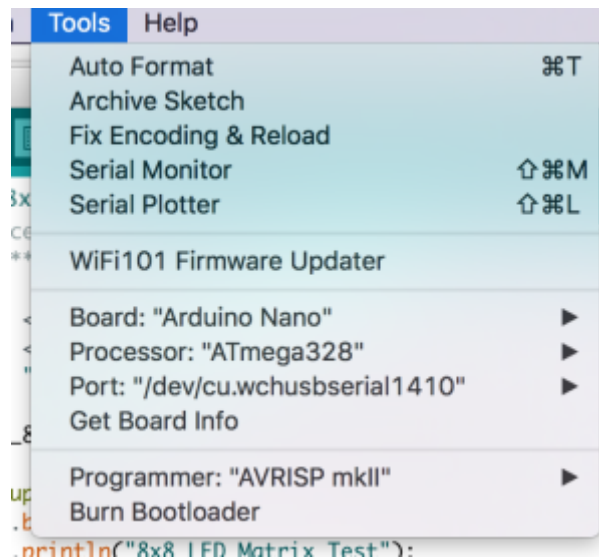 Tools Help
Auto Format ⌘T
Archive Sketch
Fix Encoding & Reload
Serial Monitor ⇧⌘M
Serial Plotter ⇧⌘L
WiFi101 Firmware Updater
Board: "Arduino Nano" ▶
Processor: "ATmega328" ▶
Port: "/dev/cu.wchusbserial1410" ▶
Get Board Info
Programmer: "AVRISP mkII" ▶
Burn Bootloader
.println("8x8 LED Matrix Test");